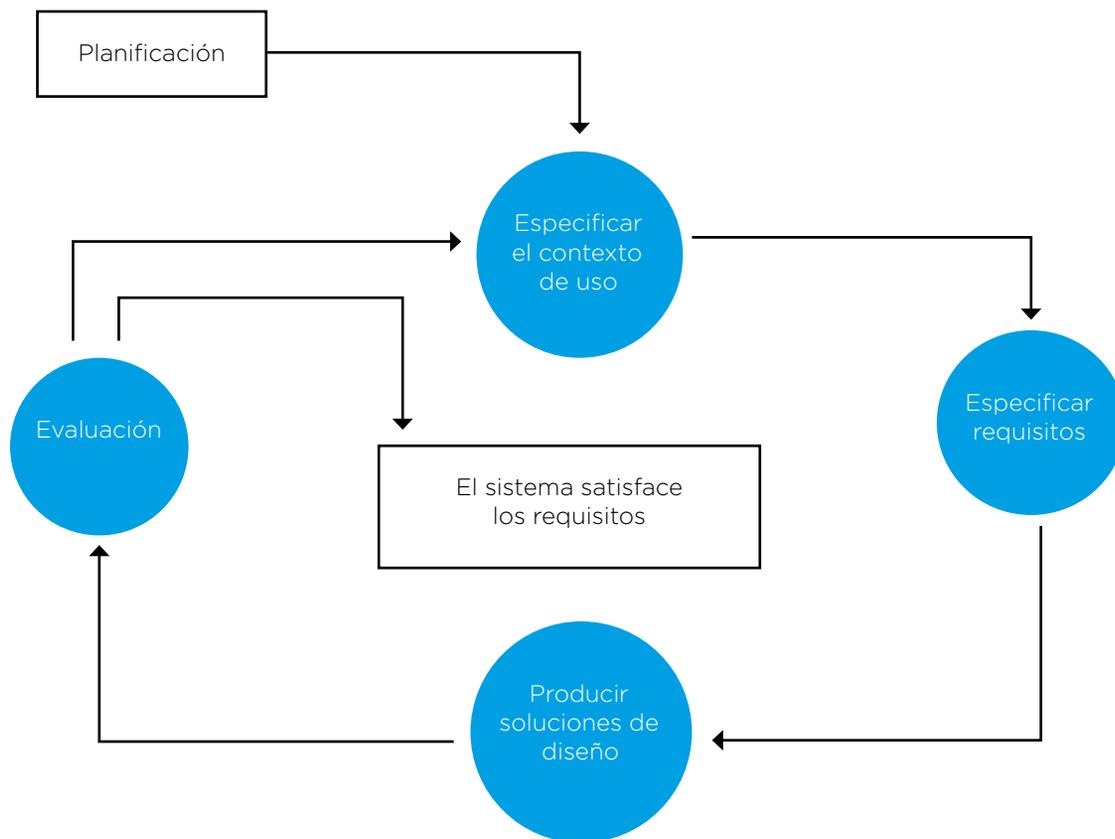 Planificación
Especificar
el contexto
de uso
Especificar
requisitos
Evaluación
El sistema satisface
los requisitos
Producir
soluciones de
diseño